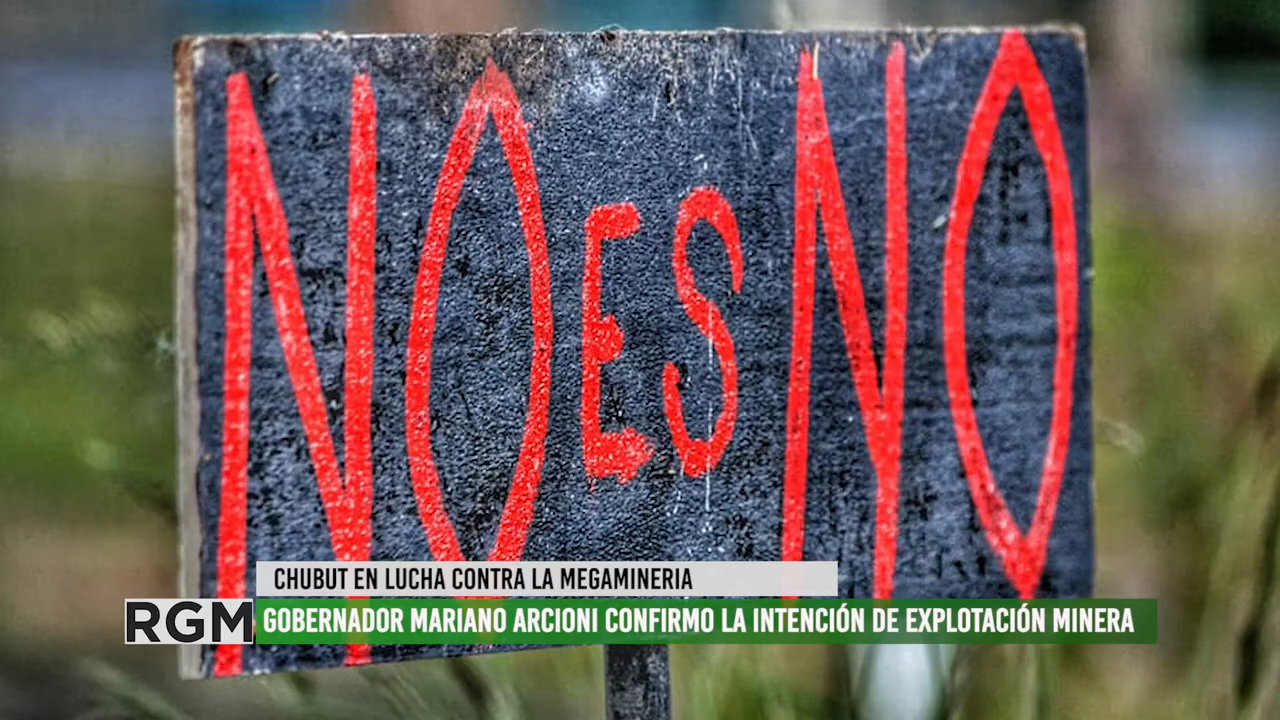 NO ES NO
CHUBUT EN LUCHA CONTRA LA MEGAMINERIA
RGM
GOBERNADOR MARIANO ARCIONI CONFIRMO LA INTENCIÓN DE EXPLOTACIÓN MINERA